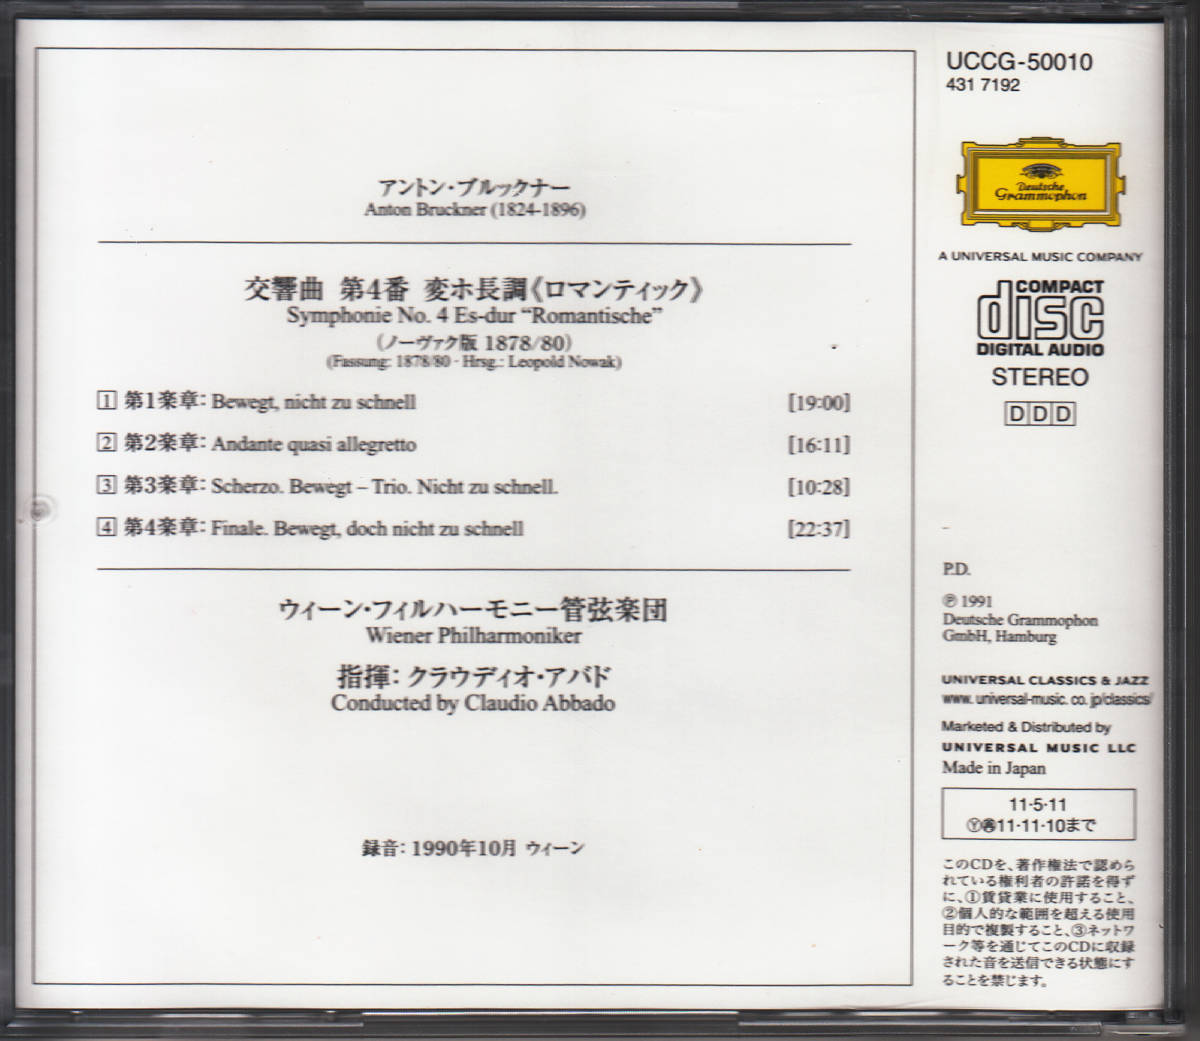 アントン・ブルックナー
Anton Bruckner (1824-1896)
交響曲 第4番 変ホ長調《ロマンティック》
Symphonie No. 4 Es-dur “Romantische”
(ノーヴァク版 1878/80)
(Fassung: 1878/80 - Hrsg.: Leopold Nowak)
1 第1楽章: Bewegt, nicht zu schnell [19:00]
2 第2楽章: Andante quasi allegretto [16:11]
3 第3楽章: Scherzo. Bewegt – Trio. Nicht zu schnell. [10:28]
4 第4楽章: Finale. Bewegt, doch nicht zu schnell [22:37]
ウィーン・フィルハーモニー管弦楽団
Wiener Philharmoniker
指揮: クラウディオ・アバド
Conducted by Claudio Abbado
録音: 1990年10月 ウィーン
UCCG-50010
431 7192
Deutsche
Grammophon
A UNIVERSAL MUSIC COMPANY
COMPACT
disc
DIGITAL AUDIO
STEREO
DDD
P.D.
℗ 1991
Deutsche Grammophon
GmbH, Hamburg
UNIVERSAL CLASSICS & JAZZ
www. universal-music. co. jp/classics/
Marketed & Distributed by
UNIVERSAL MUSIC LLC
Made in Japan
11·5·11
Ⓨ再11·11·10まで
このCDを、著作権法で認めら
れている権利者の許諾を得ず
に、①賃貸業に使用すること、
②個人的な範囲を超える使用
目的で複製すること、③ネットワ
ーク等を通じてこのCDに収録
された音を送信できる状態にす
ることを禁じます。